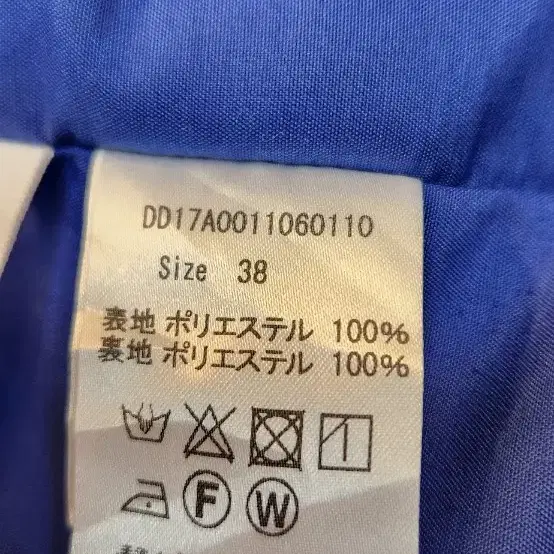 DD17A0011060110
Size 38
表地 ポリエステル 100%
裏地 ポリエステル 100%
F W